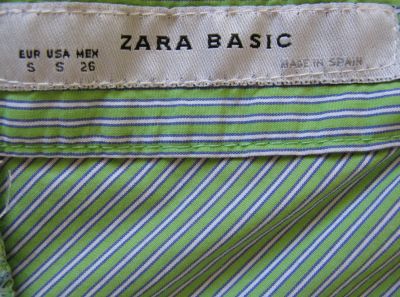 ZARA BASIC
EUR USA MEX
S S 26
MADE IN SPAIN